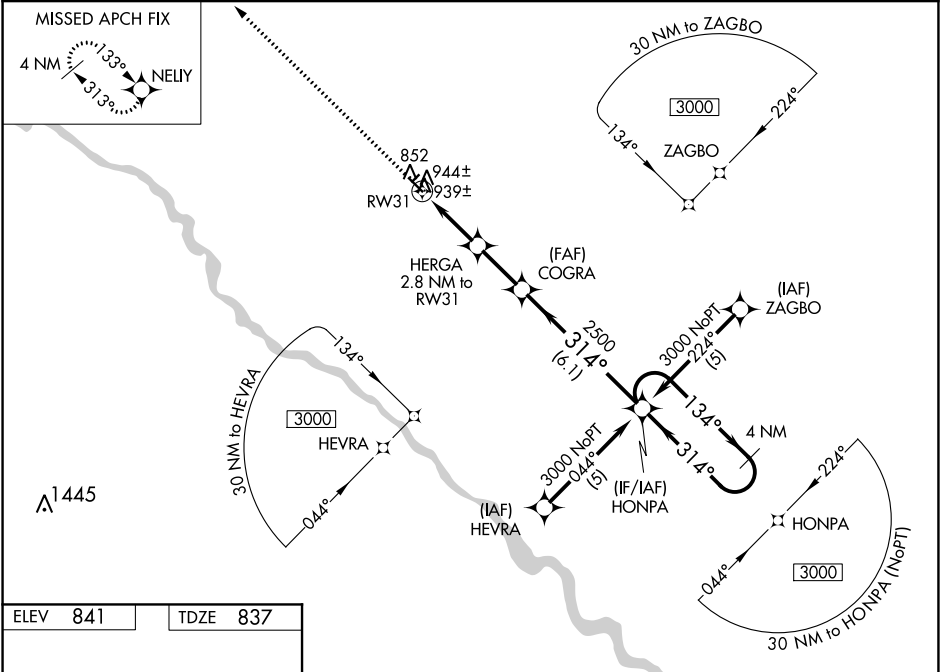 MISSED APCH FIX
4 NM
133°
313°
NELIY
30 NM to ZAGBO
3000
134°
224°
ZAGBO
852
944±
939±
RW31
HERGA
2.8 NM to
RW31
(FAF)
COGRA
(IAF)
ZAGBO
3000 NoPT
224°
(5)
2500
314°
(6.1)
134°
4 NM
314°
30 NM to HEVRA
134°
3000
HEVRA
044°
3000 NoPT
044°
(5)
(IAF)
HEVRA
(IF/IAF)
HONPA
224°
HONPA
044°
3000
30 NM to HONPA (NoPT)
1445
ELEV 841
TDZE 837